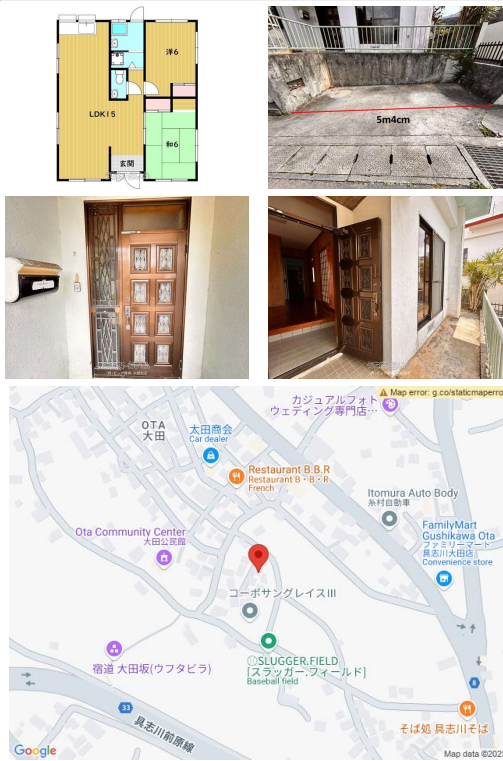 洋6
LDK15
和6
玄関
5m4cm
Map error: g.co/staticmaperro
カジュアルフォト
ウェディング専門店…
OTA
大田
太田商会
Car dealer
Restaurant B.B.R
Restaurant B・B・R
French
Itomura Auto Body
糸村自動車
FamilyMart
Gushikawa Ota
ファミリーマート
具志川大田店
Convenience store
Ota Community Center
大田公民館
コーポサングレイスIII
SLUGGER.FIELD
[スラッガー.フィールド]
Baseball field
宿道 大田坂(ウフタビラ)
8
33
具志川前原線
そば処 具志川そば
Google
Map data ©202